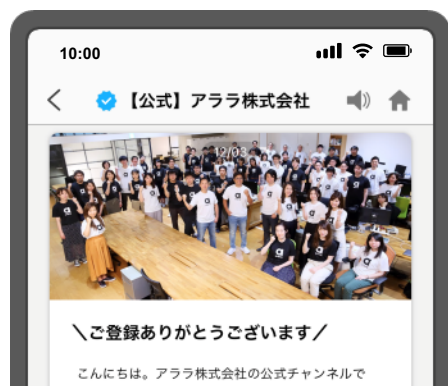 10:00
【公式】アララ株式会社
12/03
＼ご登録ありがとうございます／
こんにちは。アララ株式会社の公式チャンネルで